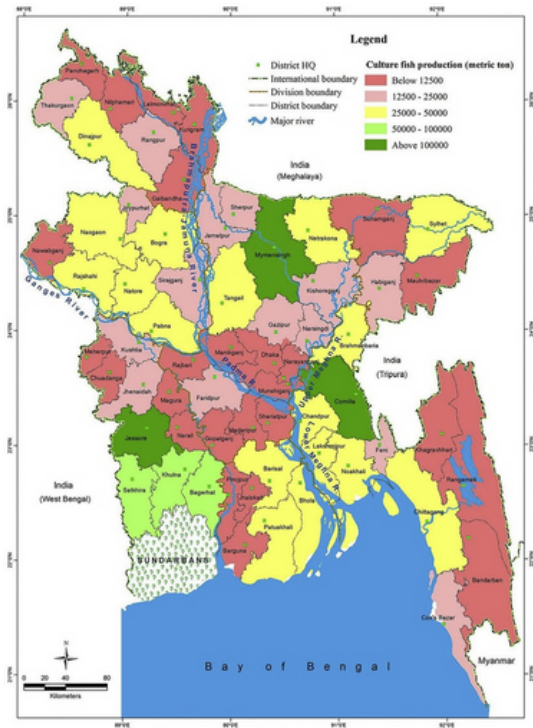 Legend
District HQ
International boundary
Division boundary
District boundary
Major river
Culture fish production (metric ton)
Below 12500
12500 - 25000
25000 - 50000
50000 - 100000
Above 100000
Panchagarh
Thakurgaon
Nilphamari
Lalmonirhat
Dinajpur
Rangpur
Kurigram
Gaibandha
India
(Meghalaya)
Joypurhat
Sherpur
Naogaon
Bogra
Jamalpur
Mymensingh
Netrokona
Sunamganj
Sylhet
Nawabganj
Rajshahi
Natore
Sirajganj
Tangail
Kishoreganj
Habiganj
Maulvibazar
Brahmaputra-Jamuna River
Ganges River
Pabna
Gazipur
Narsingdi
Brahmanbaria
India
(Tripura)
Meherpur
Kushtia
Chuadanga
Jhenaidah
Rajbari
Manikganj
Dhaka
Padma R.
Upper Meghna R.
Magura
Faridpur
Munshiganj
Comilla
Chandpur
Jessore
Narail
Gopalganj
Madaripur
Shariatpur
Lower Meghna R.
Lakshmipur
Noakhali
Feni
Khagrachhari
Rangamati
India
(West Bengal)
Satkhira
Khulna
Bagerhat
Pirojpur
Jhalokati
Barisal
Bhola
Patuakhali
Barguna
Chittagong
Bandarban
SUNDARBANS
Cox's Bazar
Myanmar
Bay of Bengal
N
0 20 40 80
Kilometers